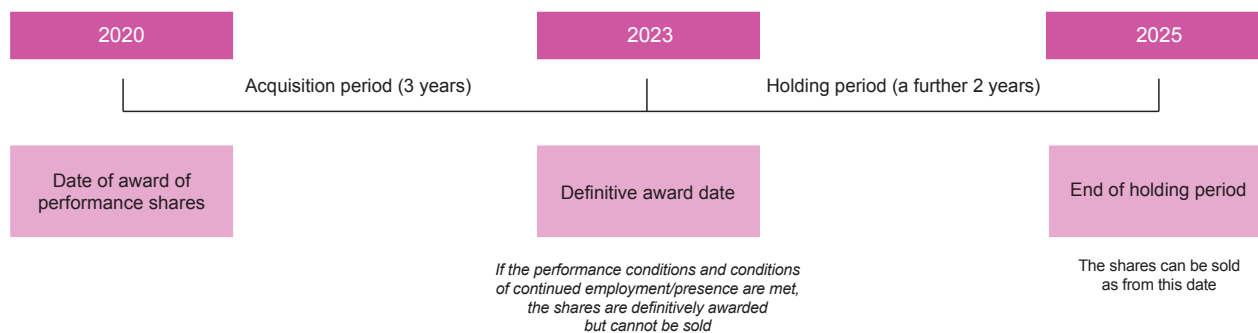 2020
2023
2025
Acquisition period (3 years)
Holding period (a further 2 years)
Date of award of
performance shares
Definitive award date
End of holding period
If the performance conditions and conditions
of continued employment/presence are met,
the shares are definitively awarded
but cannot be sold
The shares can be sold
as from this date